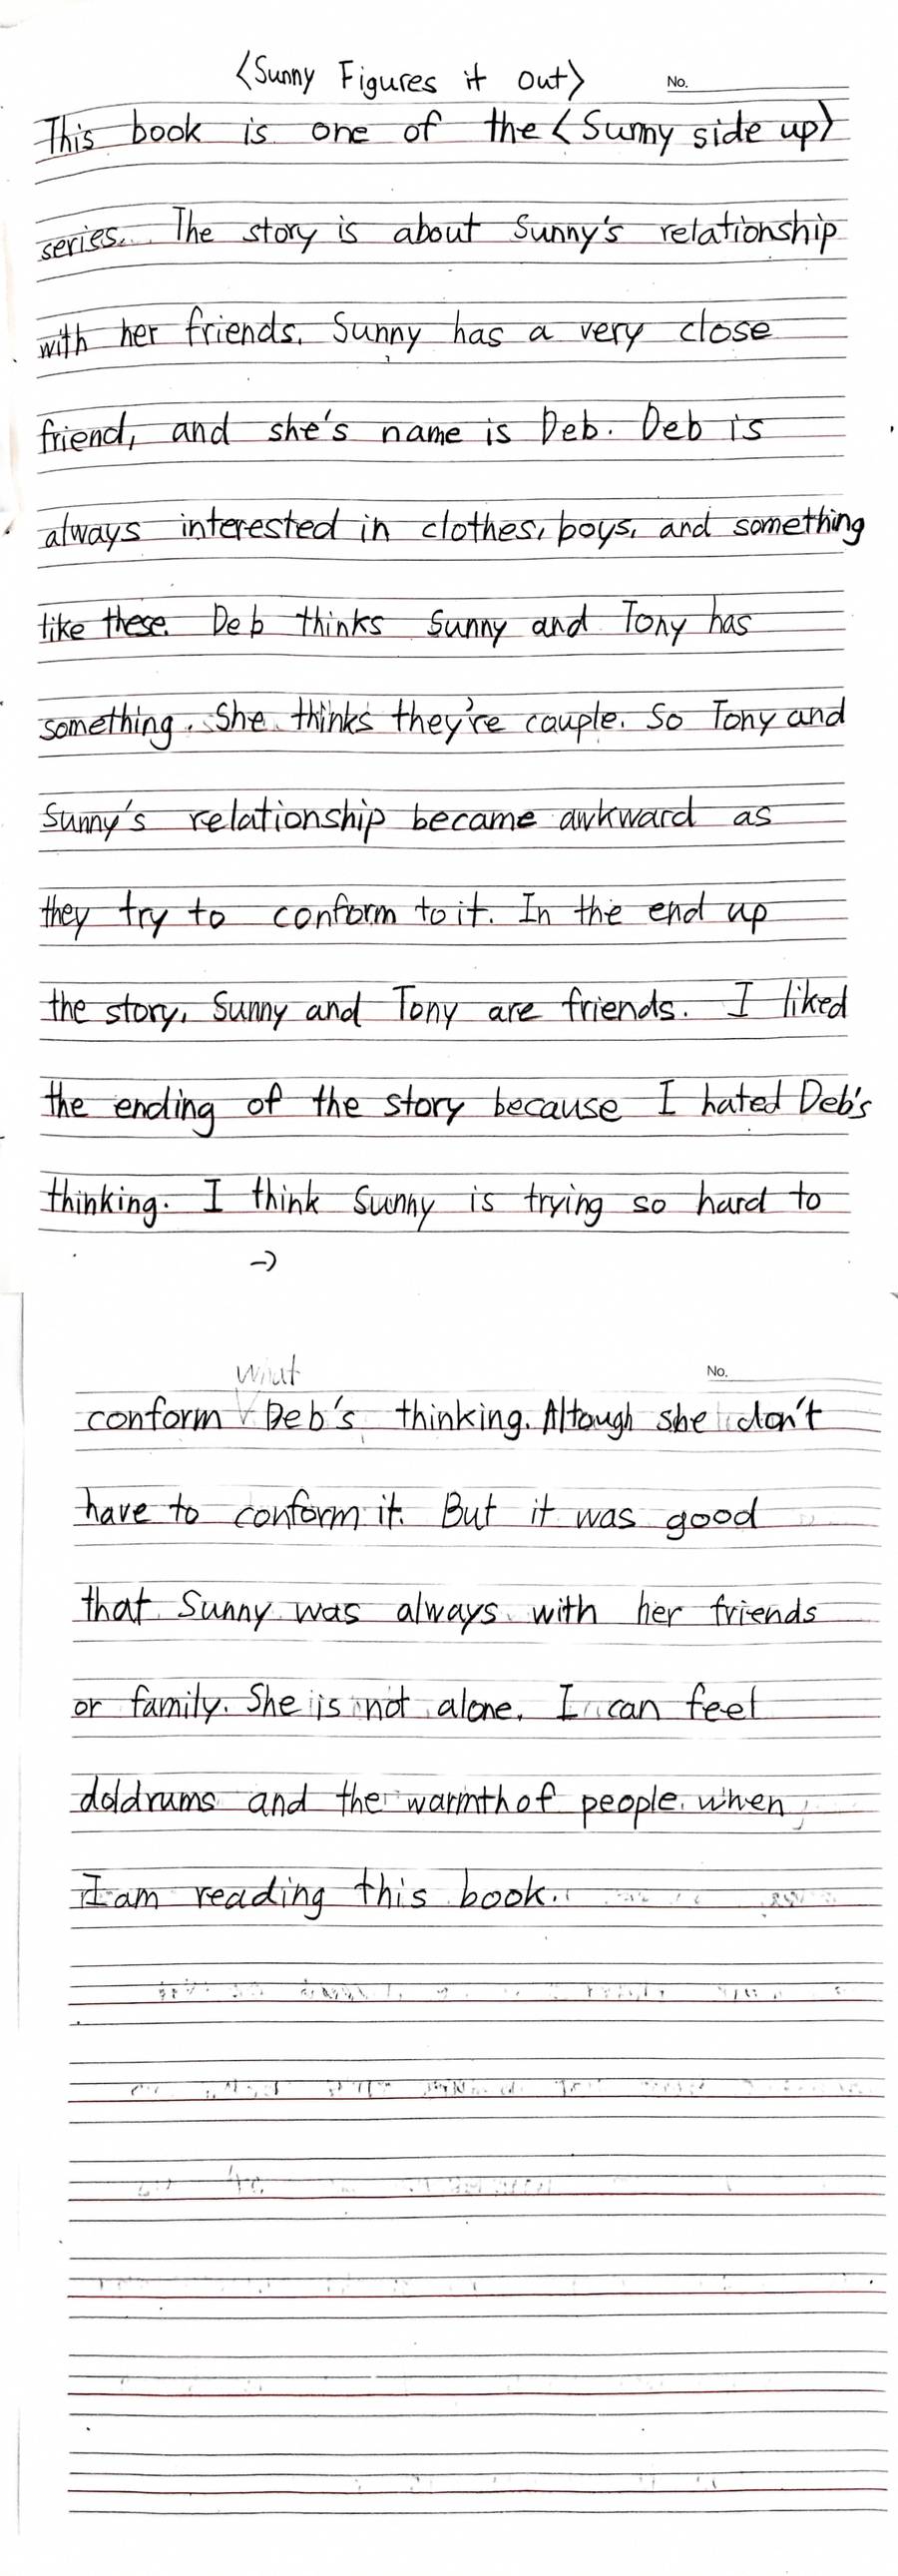 <Sunny Figures it out>
No.
This book is one of the <Sunny side up>
series. The story is about Sunny's relationship
with her friends. Sunny has a very close
friend, and she's name is Deb. Deb is
always interested in clothes, boys, and something
like these. Deb thinks Sunny and Tony has
something. She thinks they're couple. So Tony and
Sunny's relationship became awkward as
they try to conform to it. In the end up
the story, Sunny and Tony are friends. I liked
the ending of the story because I hated Deb's
thinking. I think Sunny is trying so hard to
→
No.
what
conform Deb's thinking. Altough she don't
have to conform it. But it was good
that Sunny was always with her friends
or family. She is not alone. I can feel
doldrums and the warmth of people when
I am reading this book.